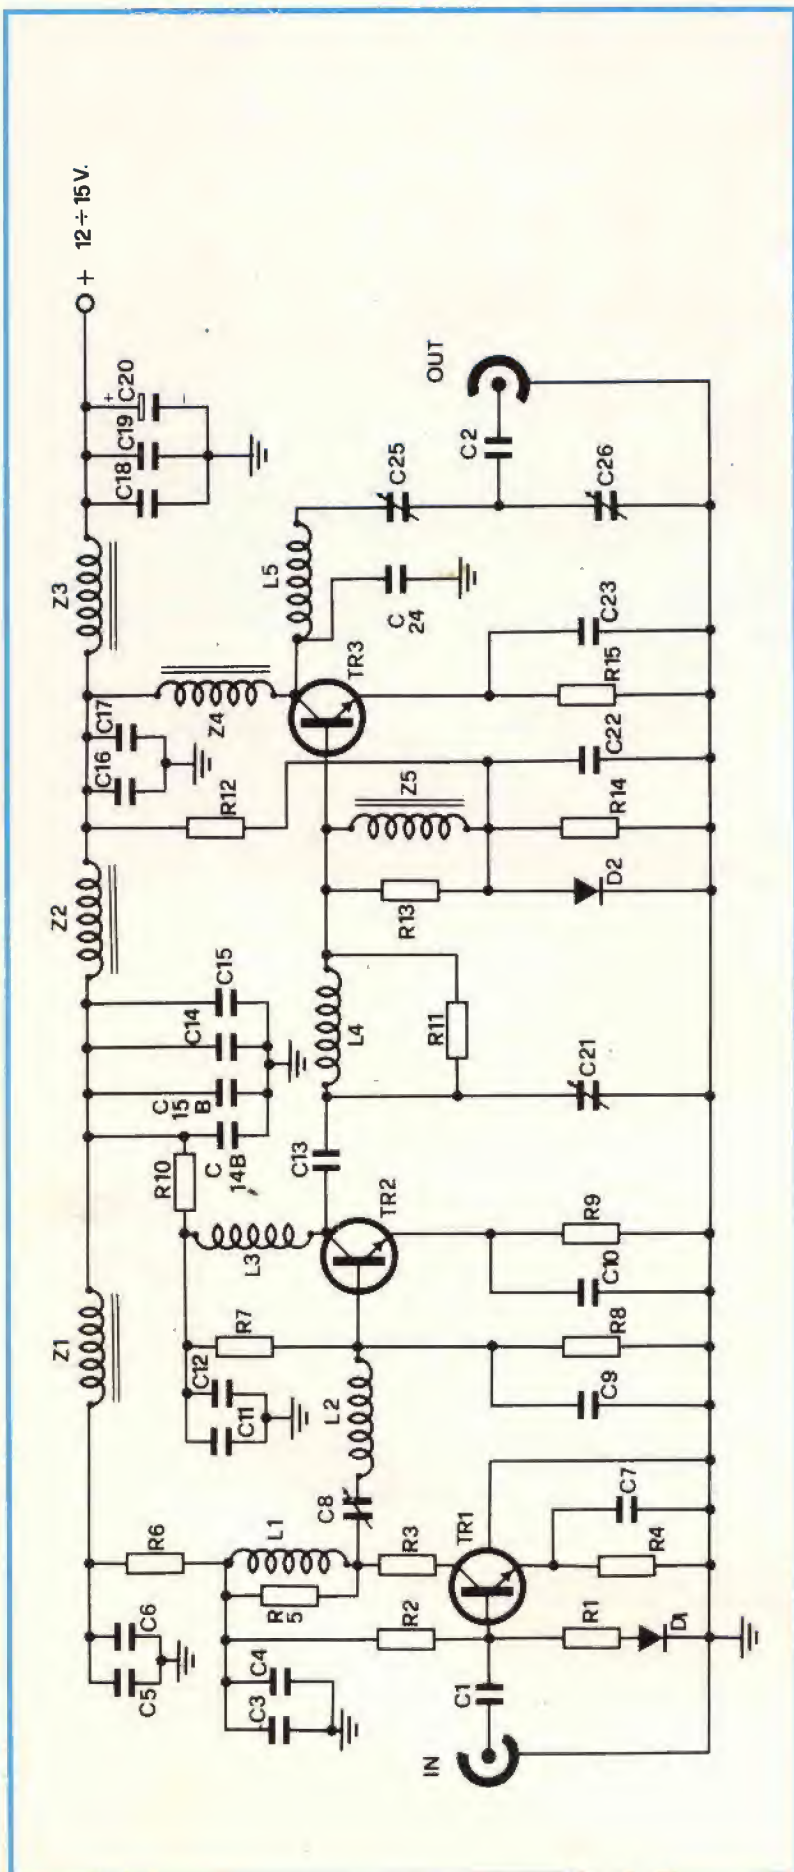 + 12÷15 V.
Z1
Z2
Z3
C5
C6
R6
C11
C12
R10
C
14B
C
15
B
C14
C15
C16
C17
C18
C19
+
C20
−
C3
C4
R
5
L1
R7
L3
R12
Z4
L5
OUT
C8
L2
TR2
C13
L4
R11
R13
Z5
TR3
C
24
C25
C2
IN
C1
R2
R3
TR1
R1
D1
R4
C7
C9
R8
C10
R9
C21
D2
R14
C22
R15
C23
C26